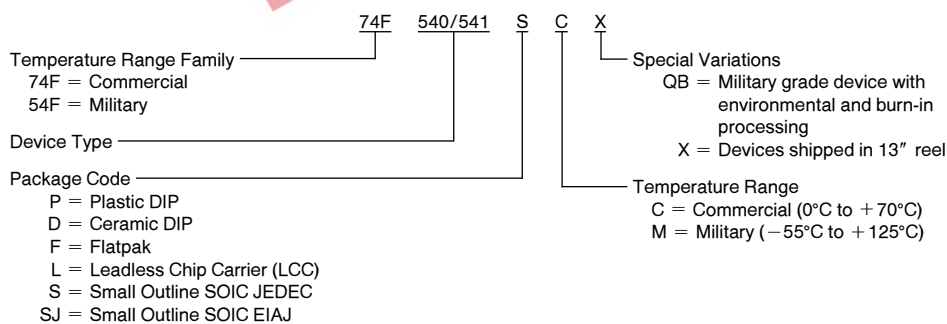 74F 540/541 S C X
Temperature Range Family
74F = Commercial
54F = Military
Device Type
Package Code
P = Plastic DIP
D = Ceramic DIP
F = Flatpak
L = Leadless Chip Carrier (LCC)
S = Small Outline SOIC JEDEC
SJ = Small Outline SOIC EIAJ
Special Variations
QB = Military grade device with
environmental and burn-in
processing
X = Devices shipped in 13″ reel
Temperature Range
C = Commercial (0°C to +70°C)
M = Military (−55°C to +125°C)